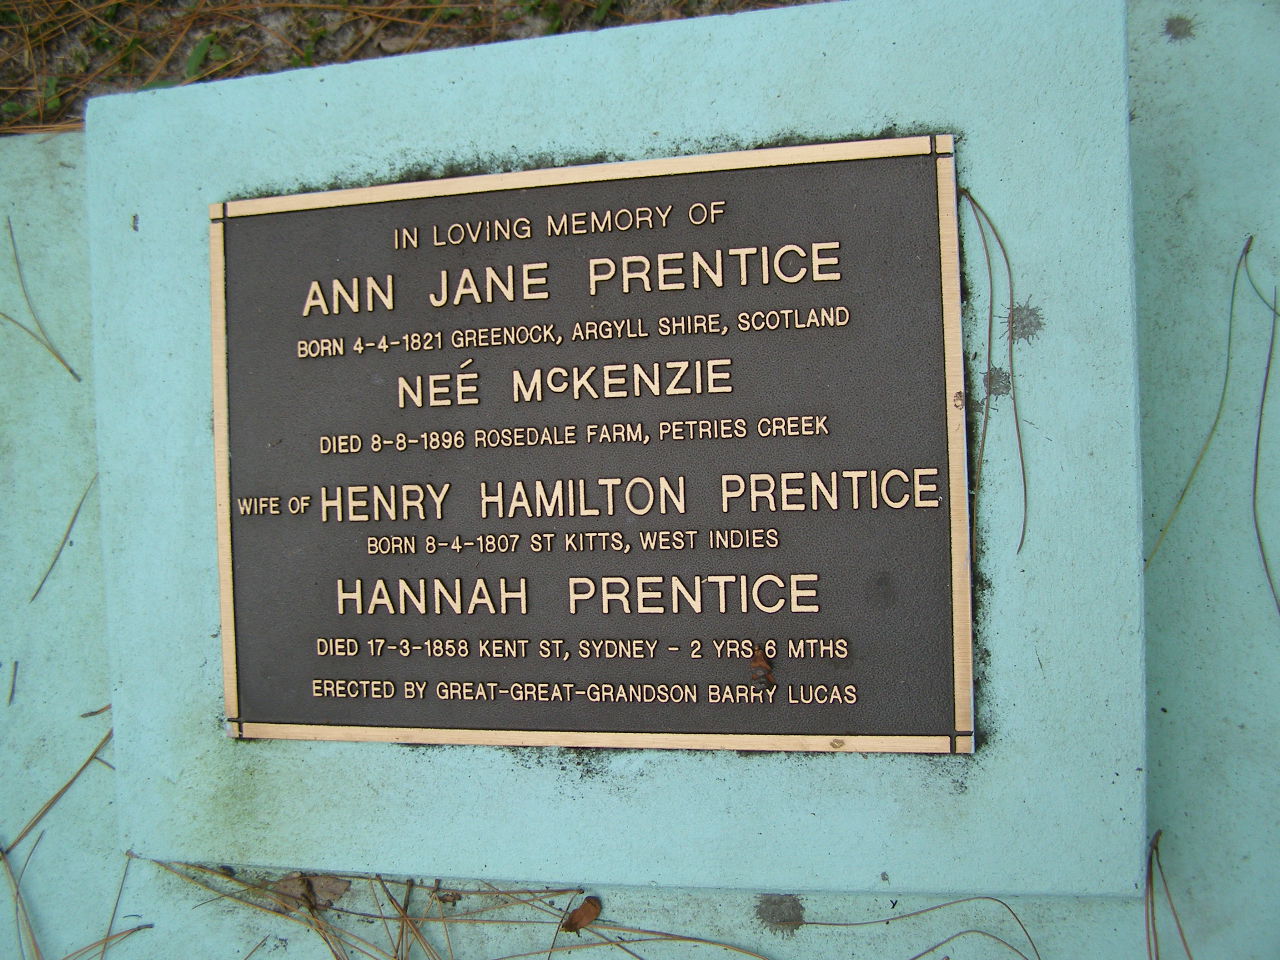 IN LOVING MEMORY OF
ANN JANE PRENTICE
BORN 4-4-1821 GREENOCK, ARGYLL SHIRE, SCOTLAND
NEÉ McKENZIE
DIED 8-8-1896 ROSEDALE FARM, PETRIES CREEK
WIFE OF HENRY HAMILTON PRENTICE
BORN 8-4-1807 ST KITTS, WEST INDIES
HANNAH PRENTICE
DIED 17-3-1858 KENT ST, SYDNEY - 2 YRS 6 MTHS
ERECTED BY GREAT-GREAT-GRANDSON BARRY LUCAS